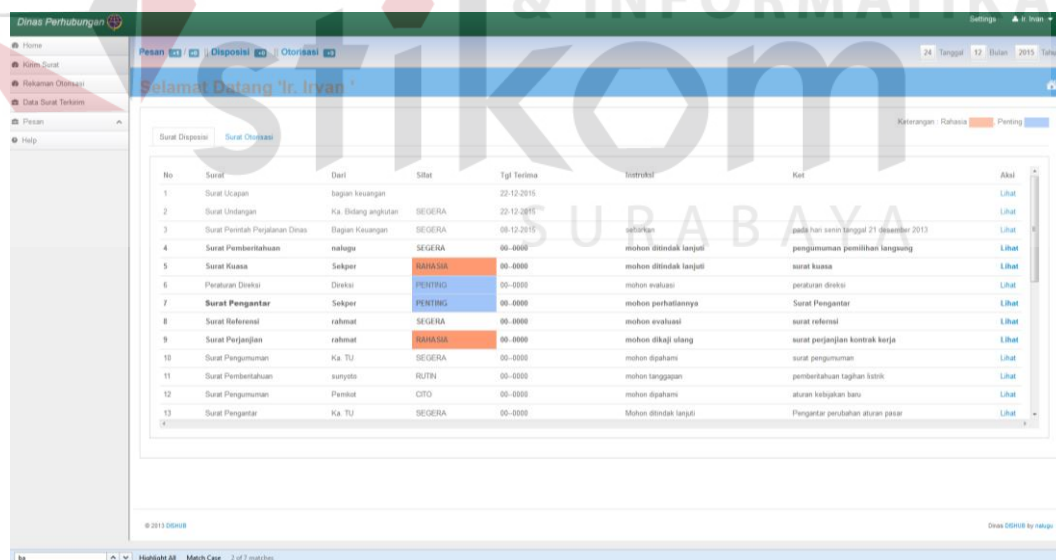 & INFORMATIKA
Dinas Perhubungan
Settings Ir. Irvan
Home
Kirim Surat
Rekaman Otorisasi
Data Surat Terkirim
Pesan
Help
Pesan / || Disposisi || Otorisasi
24 Tanggal 12 Bulan 2015 Tahun
Selamat Datang 'Ir. Irvan '
stikom
SURABAYA
Keterangan : Rahasia , Penting
Surat Disposisi Surat Otorisasi
No Surat Dari Sifat Tgl Terima Instruksi Ket Aksi
1 Surat Ucapan bagian keuangan 22-12-2015 Lihat
2 Surat Undangan Ka. Bidang angkutan SEGERA 22-12-2015 Lihat
3 Surat Perintah Perjalanan Dinas Bagian Keuangan SEGERA 08-12-2015 sebarkan pada hari senin tanggal 21 desember 2013 Lihat
4 Surat Pemberitahuan nalugu SEGERA 00--0000 mohon ditindak lanjuti pengumuman pemilihan langsung Lihat
5 Surat Kuasa Sekper RAHASIA 00--0000 mohon ditindak lanjuti surat kuasa Lihat
6 Peraturan Direksi Direksi PENTING 00--0000 mohon evaluasi peraturan direksi Lihat
7 Surat Pengantar Sekper PENTING 00--0000 mohon perhatiannya Surat Pengantar Lihat
8 Surat Referensi rahmat SEGERA 00--0000 mohon evaluasi surat refernsi Lihat
9 Surat Perjanjian rahmat RAHASIA 00--0000 mohon dikaji ulang surat perjanjian kontrak kerja Lihat
10 Surat Pengumuman Ka. TU SEGERA 00--0000 mohon dipahami surat pengumuman Lihat
11 Surat Pemberitahuan sunyoto RUTIN 00--0000 mohon tanggapan pemberitahuan tagihan listrik Lihat
12 Surat Pengumuman Pemkot CITO 00--0000 mohon dipahami aturan kebijakan baru Lihat
13 Surat Pengantar Ka. TU SEGERA 00--0000 Mohon ditindak lanjuti Pengantar perubahan aturan pasar Lihat
© 2013 DISHUB
Dinas DISHUB by nalugu
ba Highlight All Match Case 2 of 7 matches